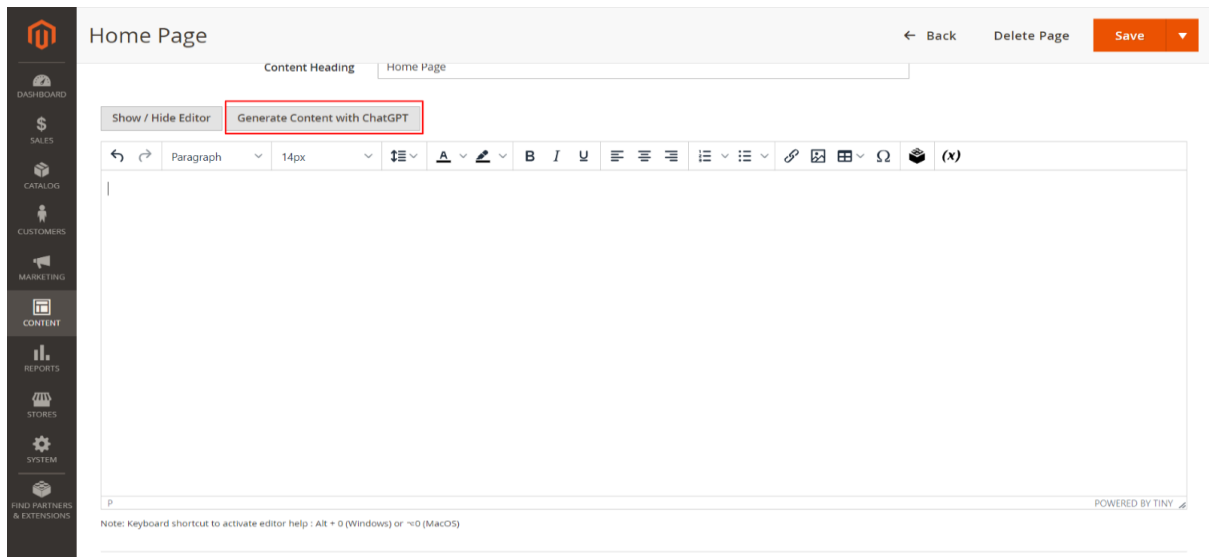 Home Page
← Back
Delete Page
Save
DASHBOARD
SALES
CATALOG
CUSTOMERS
MARKETING
CONTENT
REPORTS
STORES
SYSTEM
FIND PARTNERS
& EXTENSIONS
Content Heading
Home Page
Show / Hide Editor
Generate Content with ChatGPT
Paragraph
14px
A
B I U
Ω
(x)
P
POWERED BY TINY
Note: Keyboard shortcut to activate editor help : Alt + 0 (Windows) or ⌥0 (MacOS)